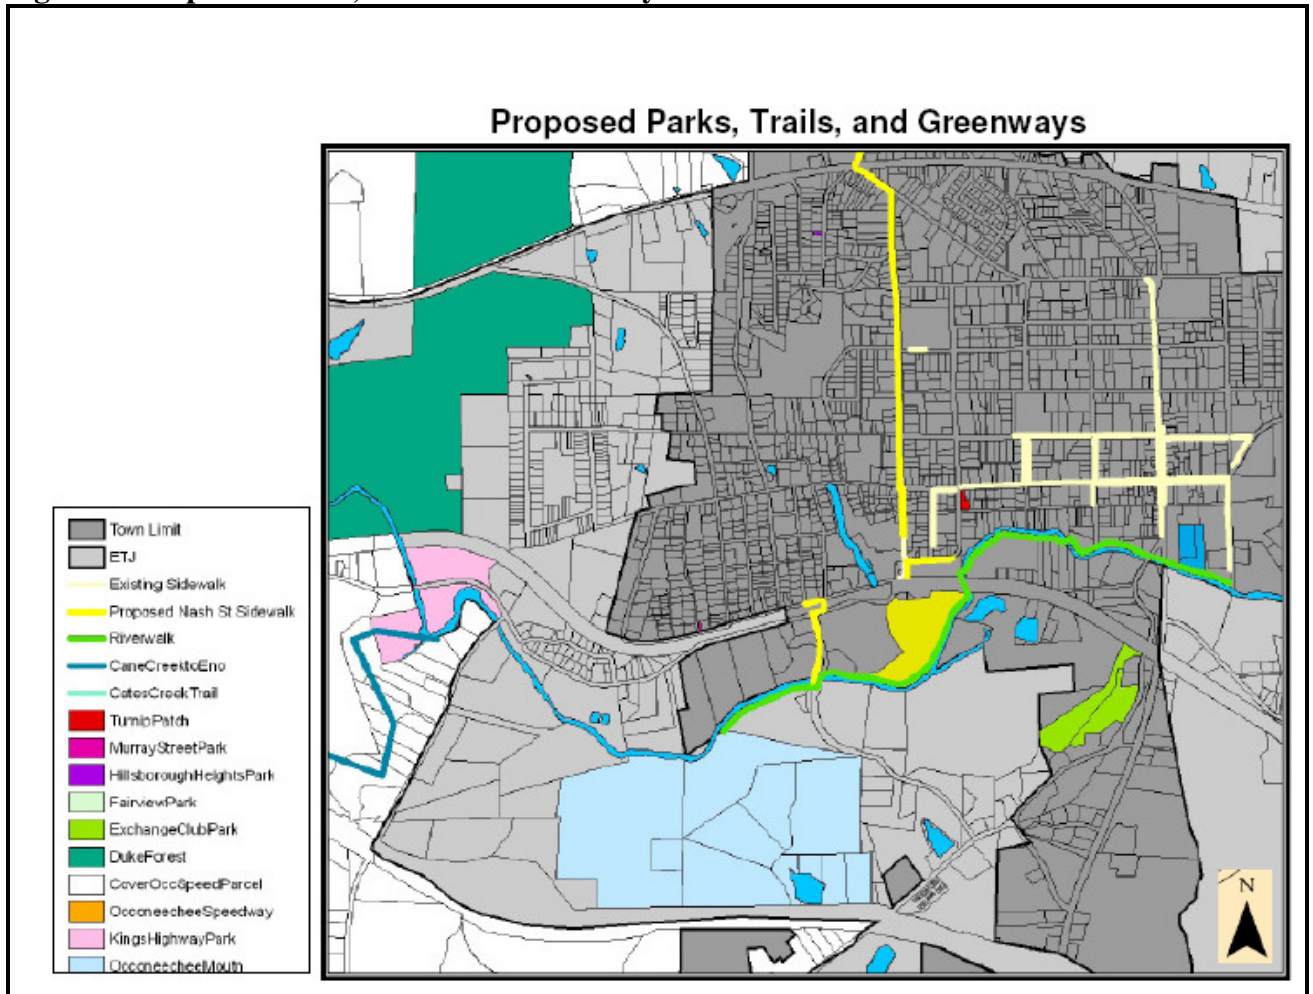 Proposed Parks, Trails, and Greenways
Town Limit
ETJ
Existing Sidewalk
Proposed Nash St Sidewalk
Riverwalk
CaneCreektoEno
CatesCreekTrail
TurnipPatch
MurrayStreetPark
HillsboroughHeightsPark
FairviewPark
ExchangeClubPark
DukeForest
CoverOccSpeedParcel
OcconeecheeSpeedway
KingsHighwayPark
OcconeecheeMouth
N